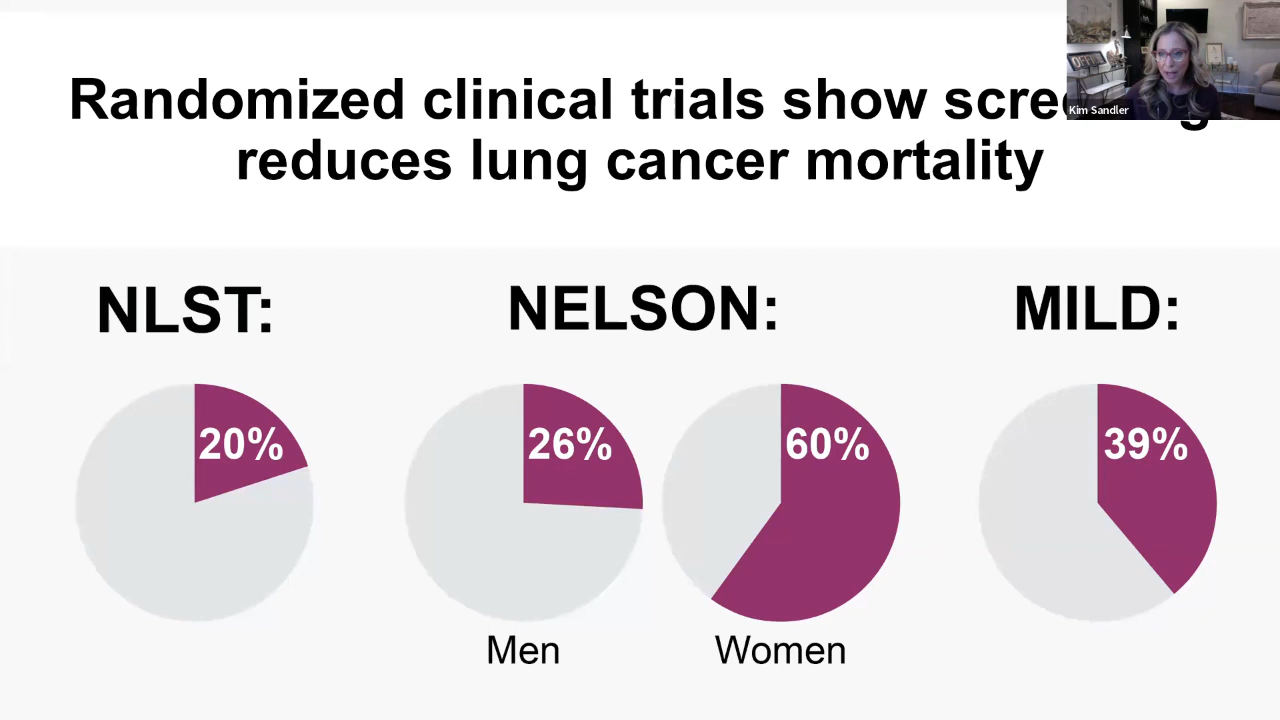 Randomized clinical trials show
reduces lung cancer mortality
Kim Sandler
NLST:
NELSON:
MILD:
20%
26%
60%
39%
Men
Women